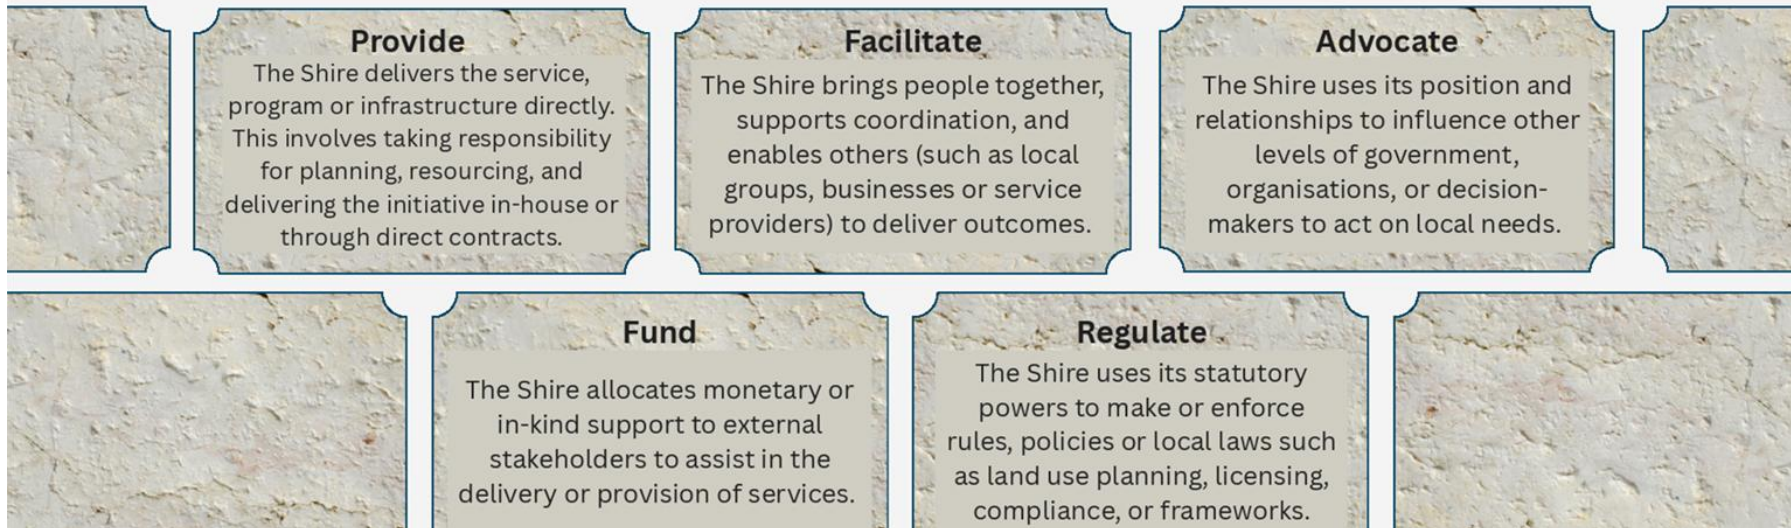 Provide
The Shire delivers the service,
program or infrastructure directly.
This involves taking responsibility
for planning, resourcing, and
delivering the initiative in-house or
through direct contracts.
Facilitate
The Shire brings people together,
supports coordination, and
enables others (such as local
groups, businesses or service
providers) to deliver outcomes.
Advocate
The Shire uses its position and
relationships to influence other
levels of government,
organisations, or decision-
makers to act on local needs.
Fund
The Shire allocates monetary or
in-kind support to external
stakeholders to assist in the
delivery or provision of services.
Regulate
The Shire uses its statutory
powers to make or enforce
rules, policies or local laws such
as land use planning, licensing,
compliance, or frameworks.